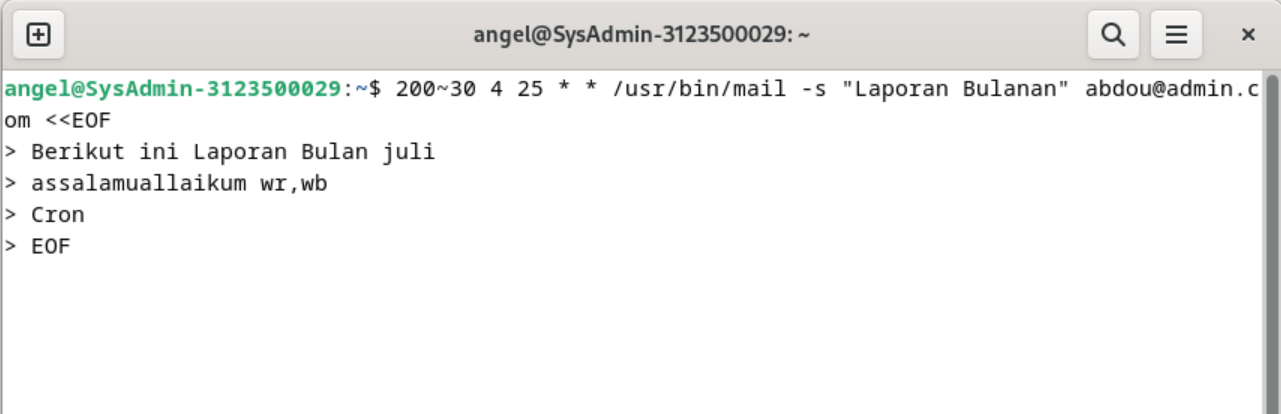 angel@SysAdmin-3123500029: ~
angel@SysAdmin-3123500029:~$ 200~30 4 25 * * /usr/bin/mail -s "Laporan Bulanan" abdou@admin.c
om <<EOF
> Berikut ini Laporan Bulan juli
> assalamuallaikum wr,wb
> Cron
> EOF